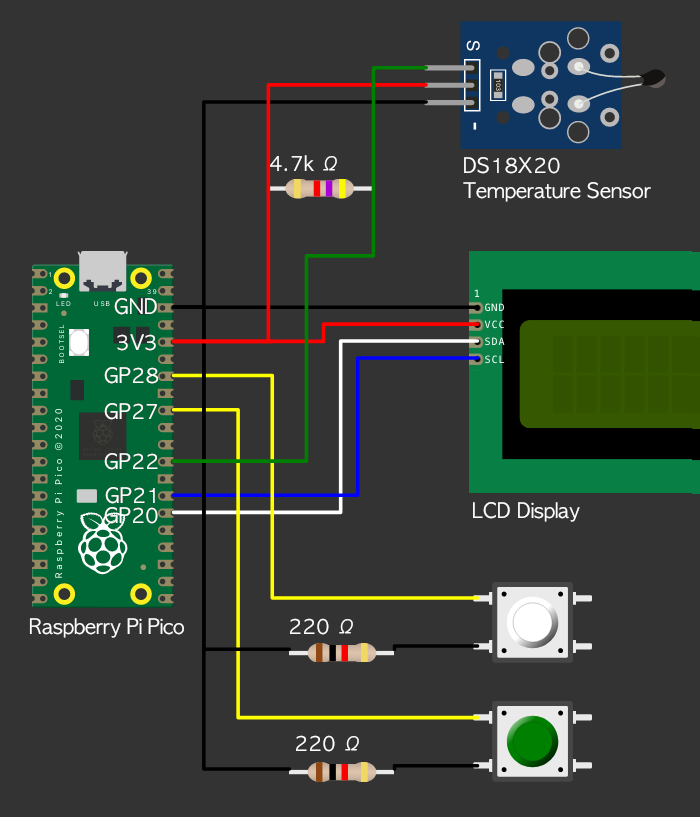 S
103
-
DS18X20
Temperature Sensor
4.7k Ω
1
39
2
LED
USB
BOOTSEL
GND
3V3
GP28
GP27
GP22
GP21
GP20
Raspberry Pi Pico ©2020
Raspberry Pi Pico
1
GND
VCC
SDA
SCL
LCD Display
220 Ω
220 Ω